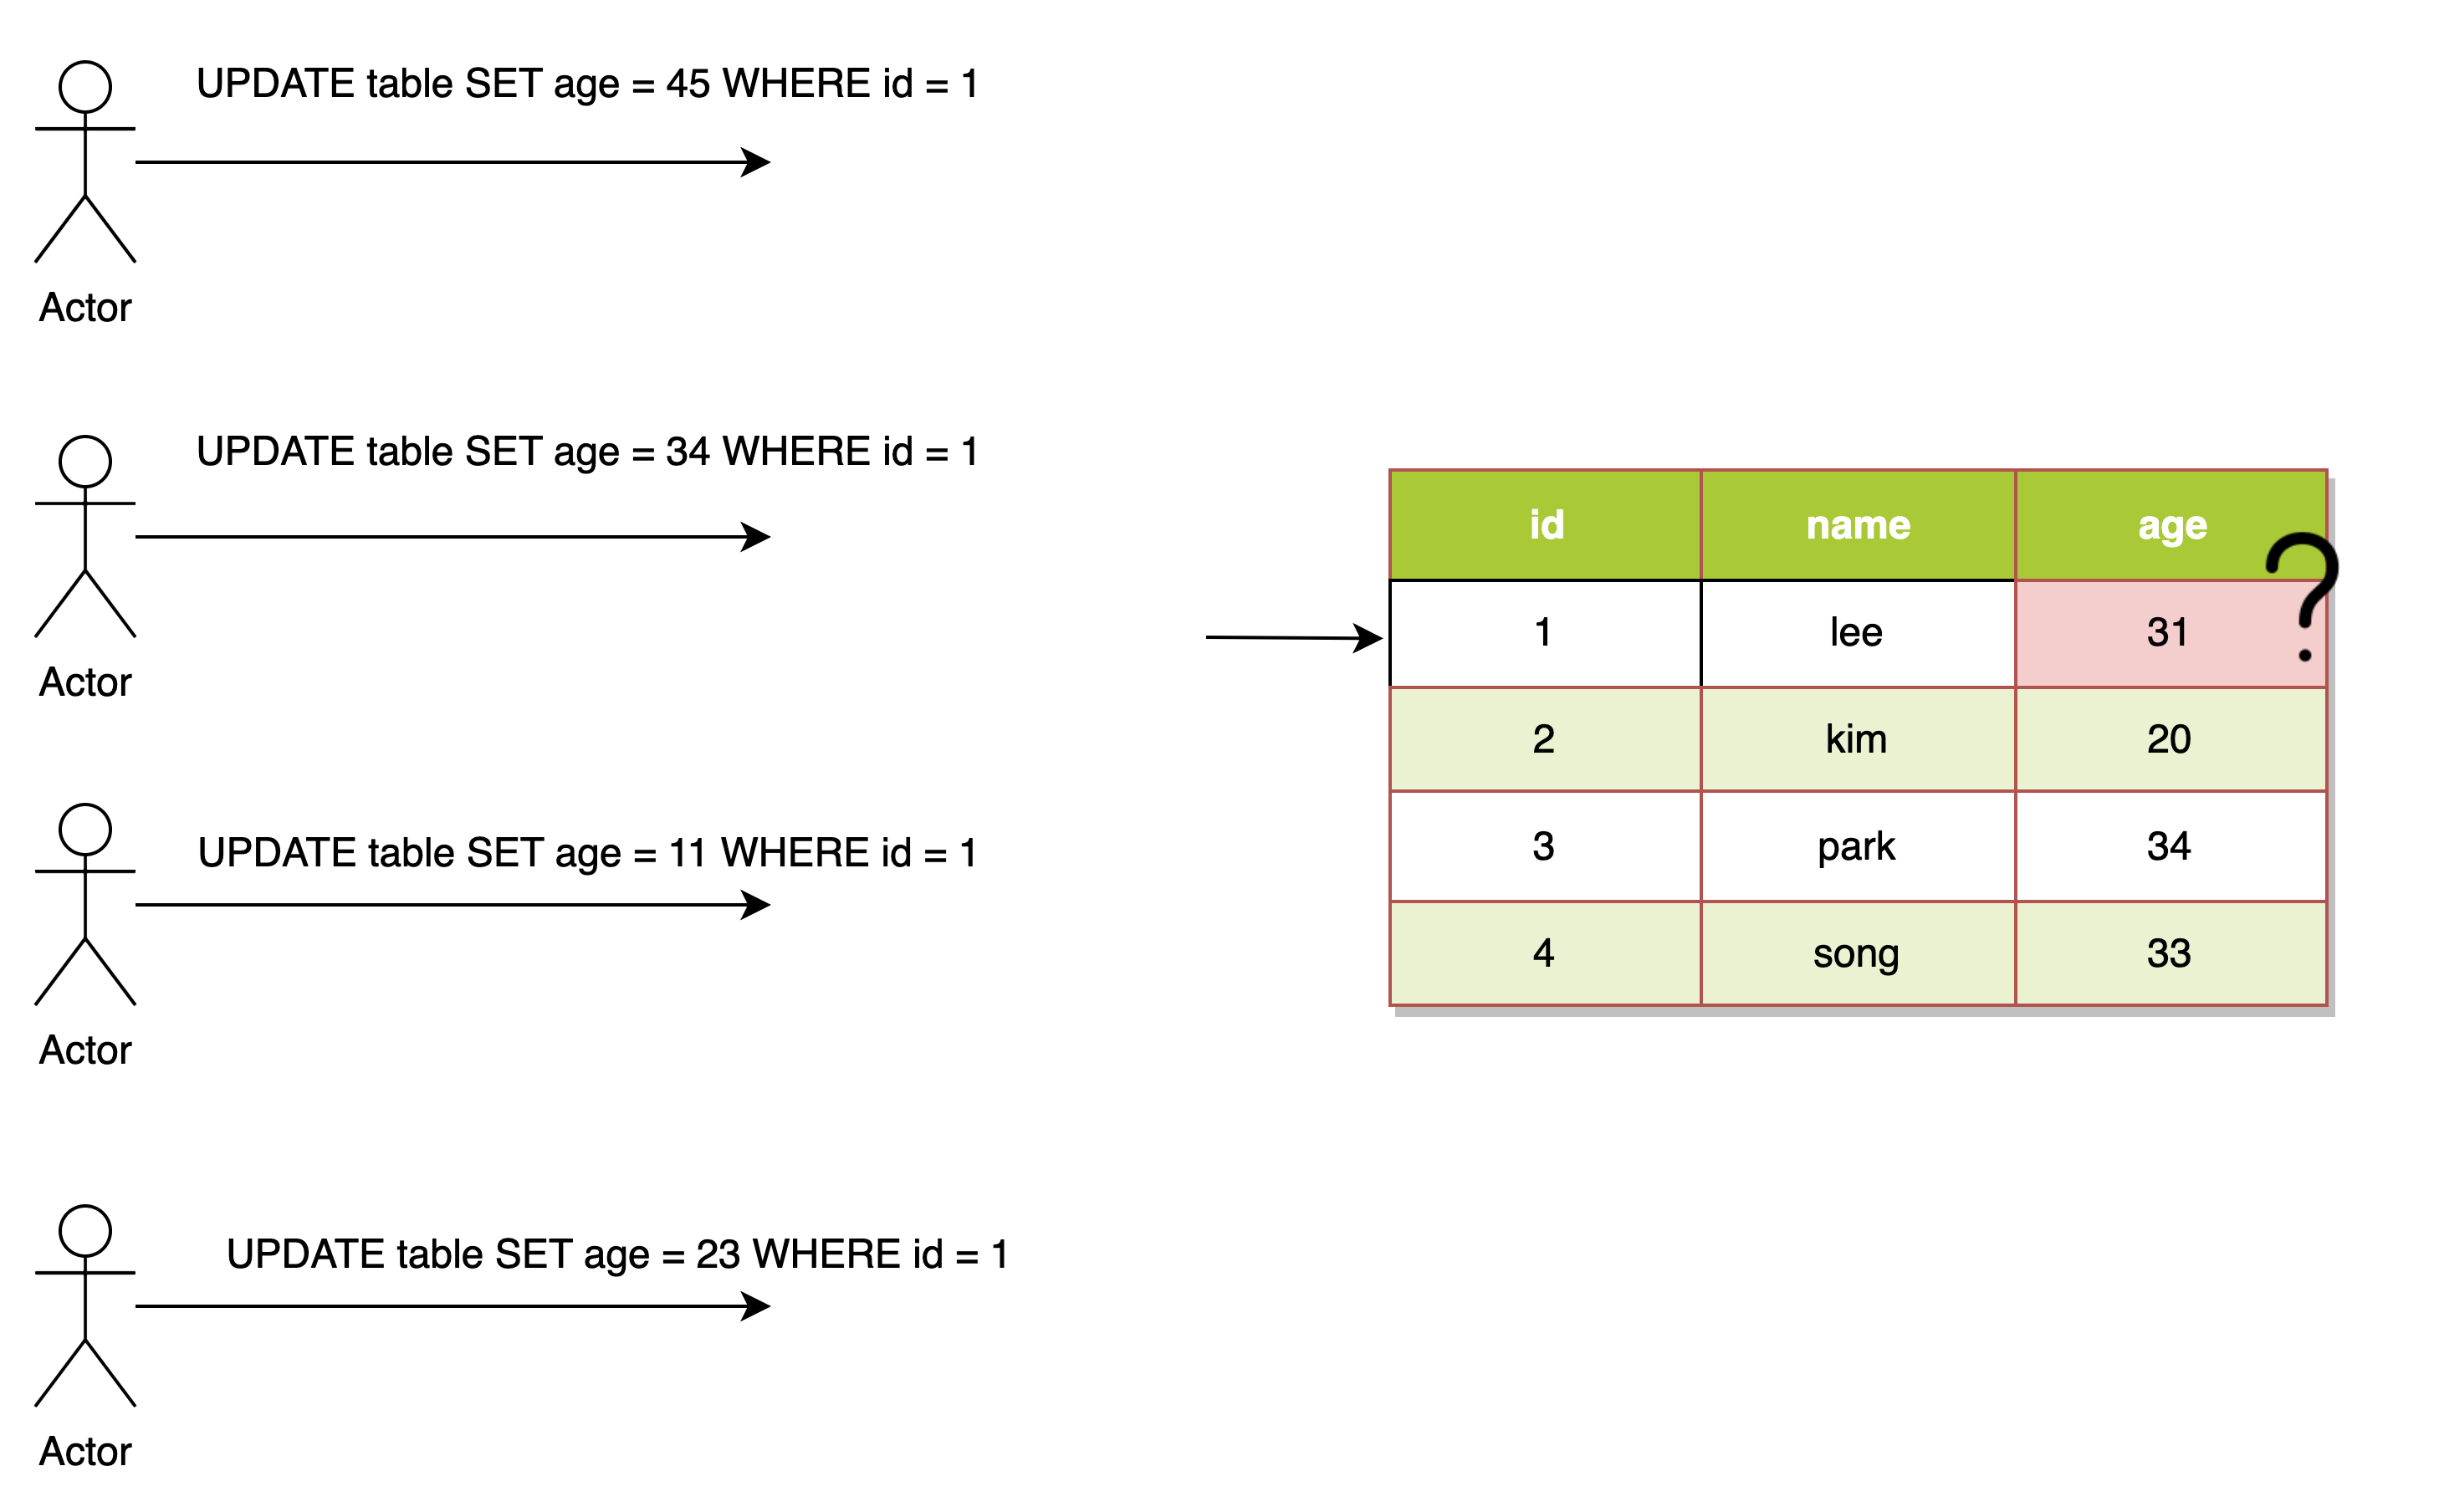 UPDATE table SET age = 45 WHERE id = 1
Actor
UPDATE table SET age = 34 WHERE id = 1
Actor
UPDATE table SET age = 11 WHERE id = 1
Actor
UPDATE table SET age = 23 WHERE id = 1
Actor
id name age
1 lee 31 ?
2 kim 20
3 park 34
4 song 33